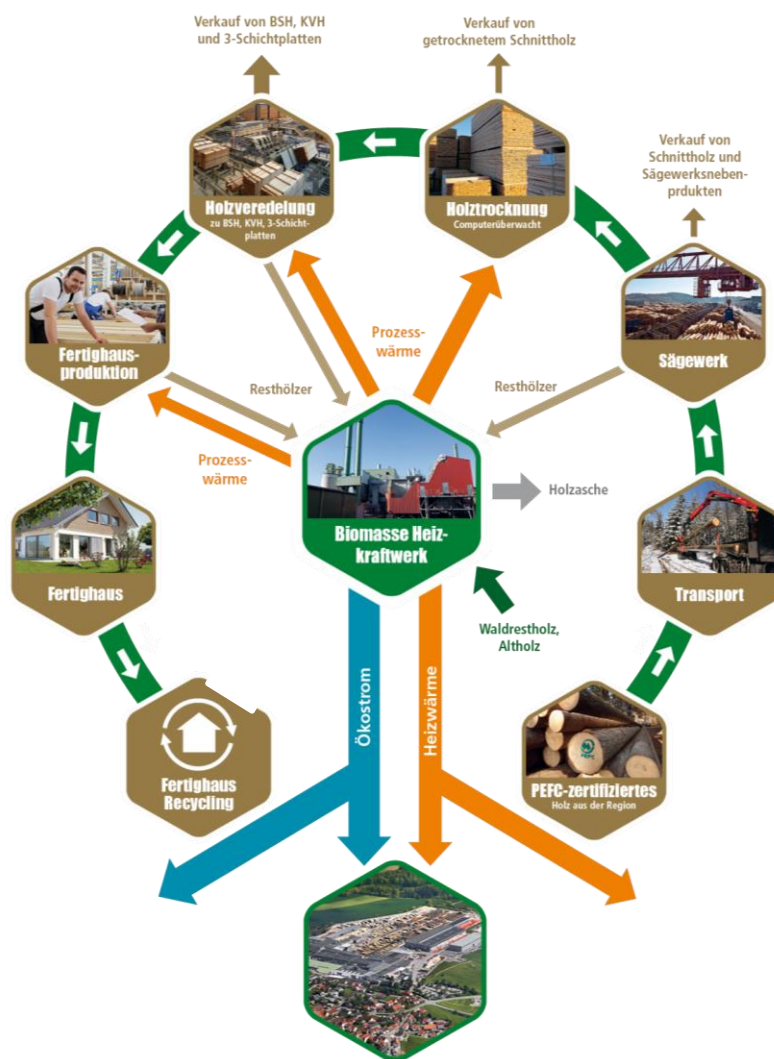 Verkauf von BSH, KVH
und 3-Schichtplatten
Verkauf von
getrocknetem Schnittholz
Verkauf von
Schnittholz und
Sägewerksneben-
prdukten
Holzveredelung
zu BSH, KVH, 3-Schicht-
platten
Holztrocknung
Computerüberwacht
Sägewerk
Fertighaus-
produktion
Prozess-
wärme
Resthölzer
Resthölzer
Prozess-
wärme
Biomasse Heiz-
kraftwerk
Holzasche
Fertighaus
Transport
Waldrestholz,
Altholz
Ökostrom
Heizwärme
Fertighaus
Recycling
PEFC
PEFC-zertifiziertes
Holz aus der Region